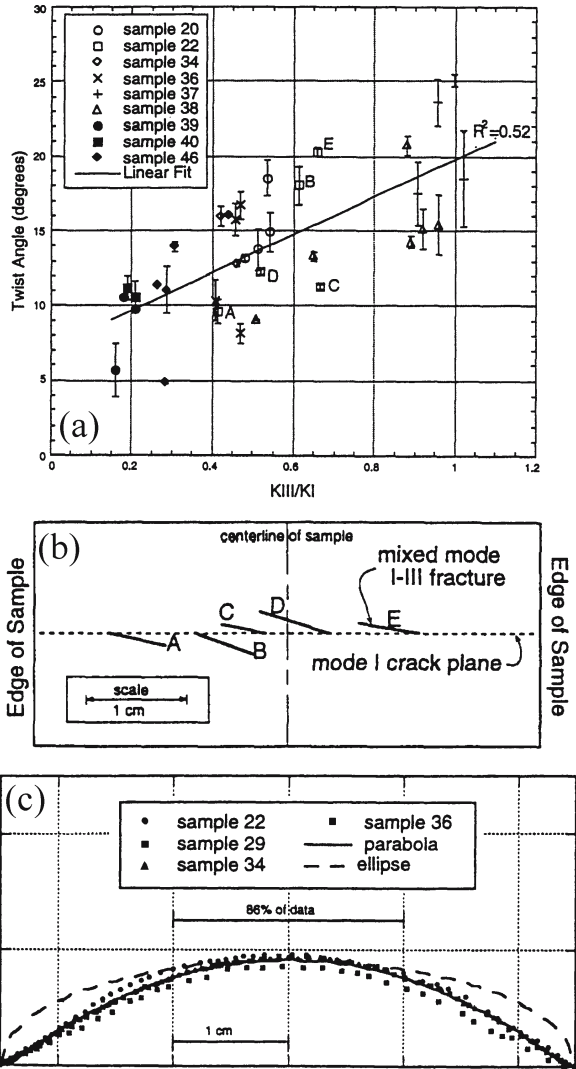 30
25
20
15
10
5
0
Twist Angle (degrees)
sample 20
sample 22
sample 34
sample 36
sample 37
sample 38
sample 39
sample 40
sample 46
Linear Fit
R²=0.52
E
B
D
C
A
(a)
0 0.2 0.4 0.6 0.8 1 1.2
KIII/KI
(b)
centerline of sample
Edge of Sample
Edge of Sample
mixed mode
I-III fracture
C D E
A B
mode I crack plane
scale
1 cm
(c)
sample 22 sample 36
sample 29 parabola
sample 34 ellipse
86% of data
1 cm